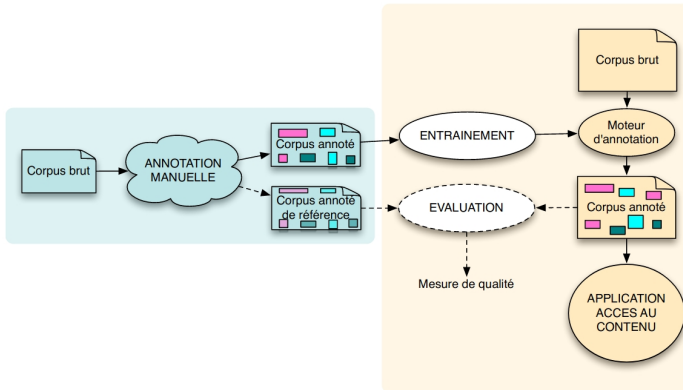 Corpus brut
ANNOTATION
MANUELLE
Corpus annoté
Corpus annoté
de référence
ENTRAINEMENT
EVALUATION
Mesure de qualité
Corpus brut
Moteur
d'annotation
Corpus annoté
APPLICATION
ACCES AU
CONTENU